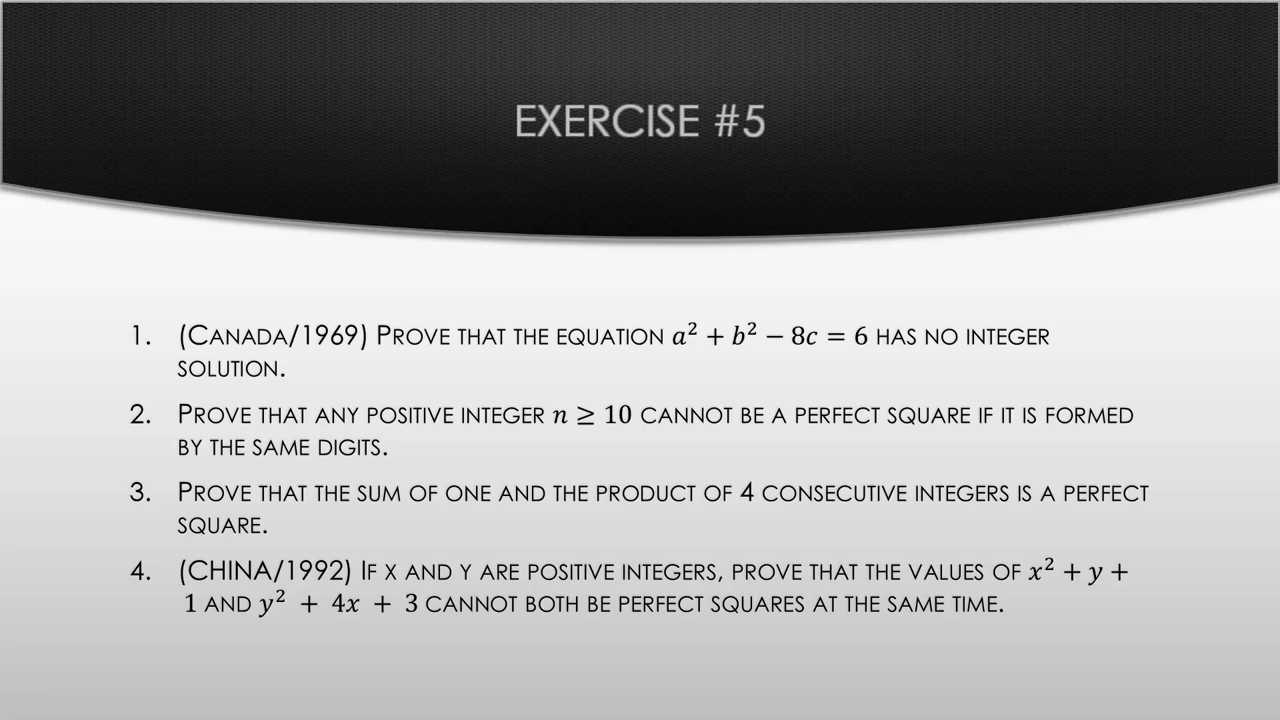 EXERCISE #5
1. (CANADA/1969) PROVE THAT THE EQUATION 𝑎² + 𝑏² − 8𝑐 = 6 HAS NO INTEGER
SOLUTION.
2. PROVE THAT ANY POSITIVE INTEGER 𝑛 ≥ 10 CANNOT BE A PERFECT SQUARE IF IT IS FORMED
BY THE SAME DIGITS.
3. PROVE THAT THE SUM OF ONE AND THE PRODUCT OF 4 CONSECUTIVE INTEGERS IS A PERFECT
SQUARE.
4. (CHINA/1992) IF X AND Y ARE POSITIVE INTEGERS, PROVE THAT THE VALUES OF 𝑥² + 𝑦 +
1 AND 𝑦² + 4𝑥 + 3 CANNOT BOTH BE PERFECT SQUARES AT THE SAME TIME.